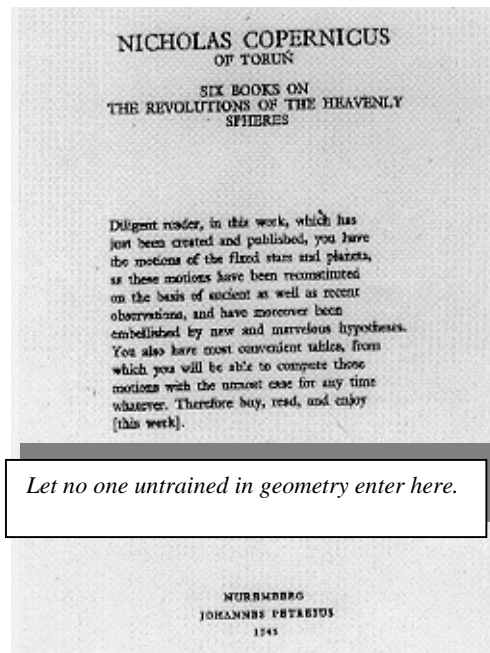 NICHOLAS COPERNICUS
OF TORUŃ
SIX BOOKS ON
THE REVOLUTIONS OF THE HEAVENLY
SPHERES
Diligent reader, in this work, which has
just been created and published, you have
the motions of the fixed stars and planets,
as these motions have been reconstituted
on the basis of ancient as well as recent
observations, and have moreover been
embellished by new and marvelous hypotheses.
You also have most convenient tables, from
which you will be able to compute those
motions with the utmost ease for any time
whatever. Therefore buy, read, and enjoy
[this work].
Let no one untrained in geometry enter here.
NUREMBERG
JOHANNES PETREIUS
1543